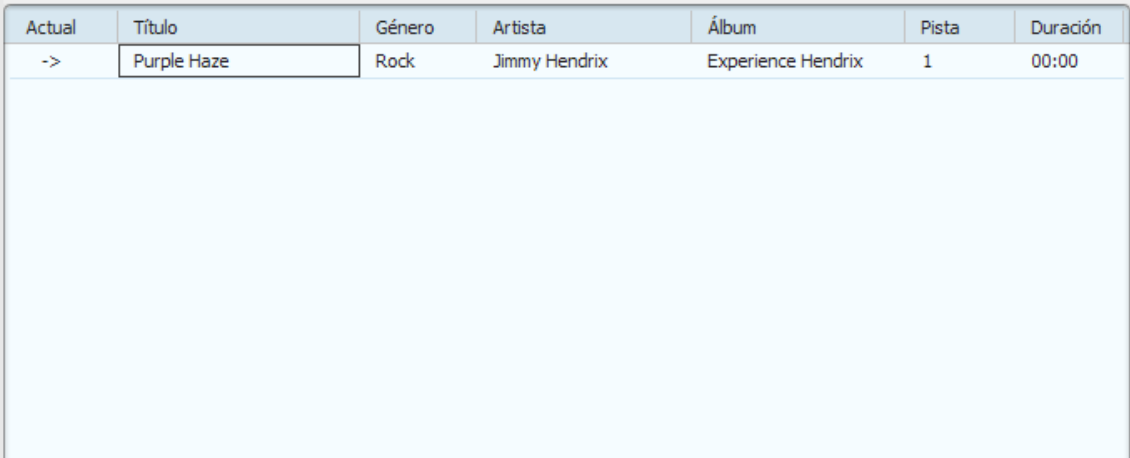 Actual Título Género Artista Álbum Pista Duración
-> Purple Haze Rock Jimmy Hendrix Experience Hendrix 1 00:00